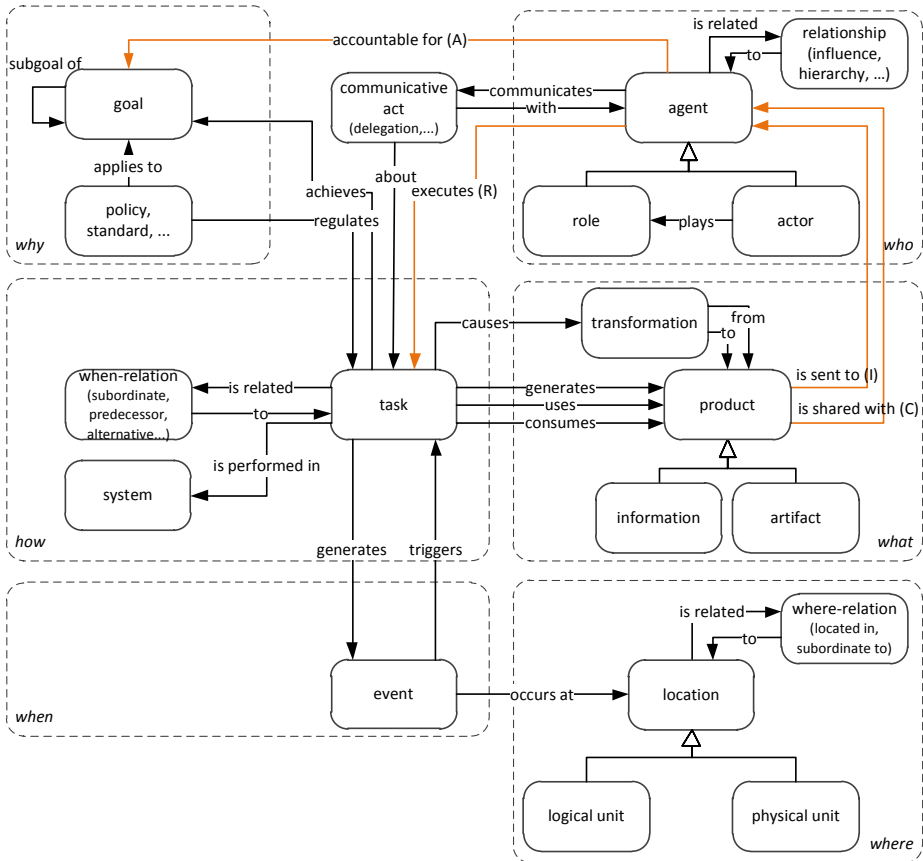 accountable for (A)
is related
relationship
(influence,
hierarchy, ...)
to
subgoal of
goal
communicative
act
(delegation,...)
communicates
with
agent
applies to
achieves
about
executes (R)
policy,
standard, ...
regulates
role
plays
actor
why
who
causes
transformation
from
to
when-relation
(subordinate,
predecessor,
alternative...)
is related
to
task
generates
uses
consumes
product
is sent to (I)
is shared with (C)
is performed in
system
information
artifact
how
what
generates
triggers
is related
where-relation
(located in,
subordinate to)
to
event
occurs at
location
when
logical unit
physical unit
where